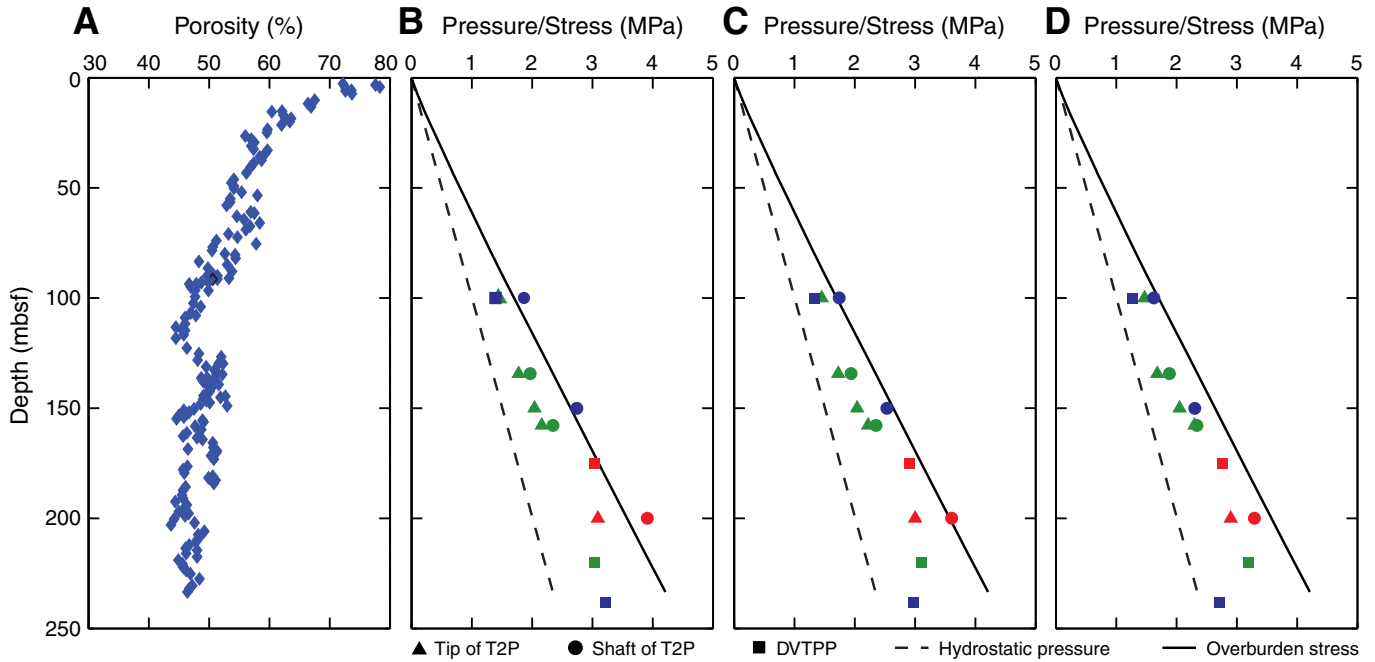 A Porosity (%) B Pressure/Stress (MPa) C Pressure/Stress (MPa) D Pressure/Stress (MPa)
30 40 50 60 70 80 0 1 2 3 4 5 0 1 2 3 4 5 0 1 2 3 4 5
0
50
100
150
200
250
Depth (mbsf)
Tip of T2P Shaft of T2P DVTPP Hydrostatic pressure Overburden stress